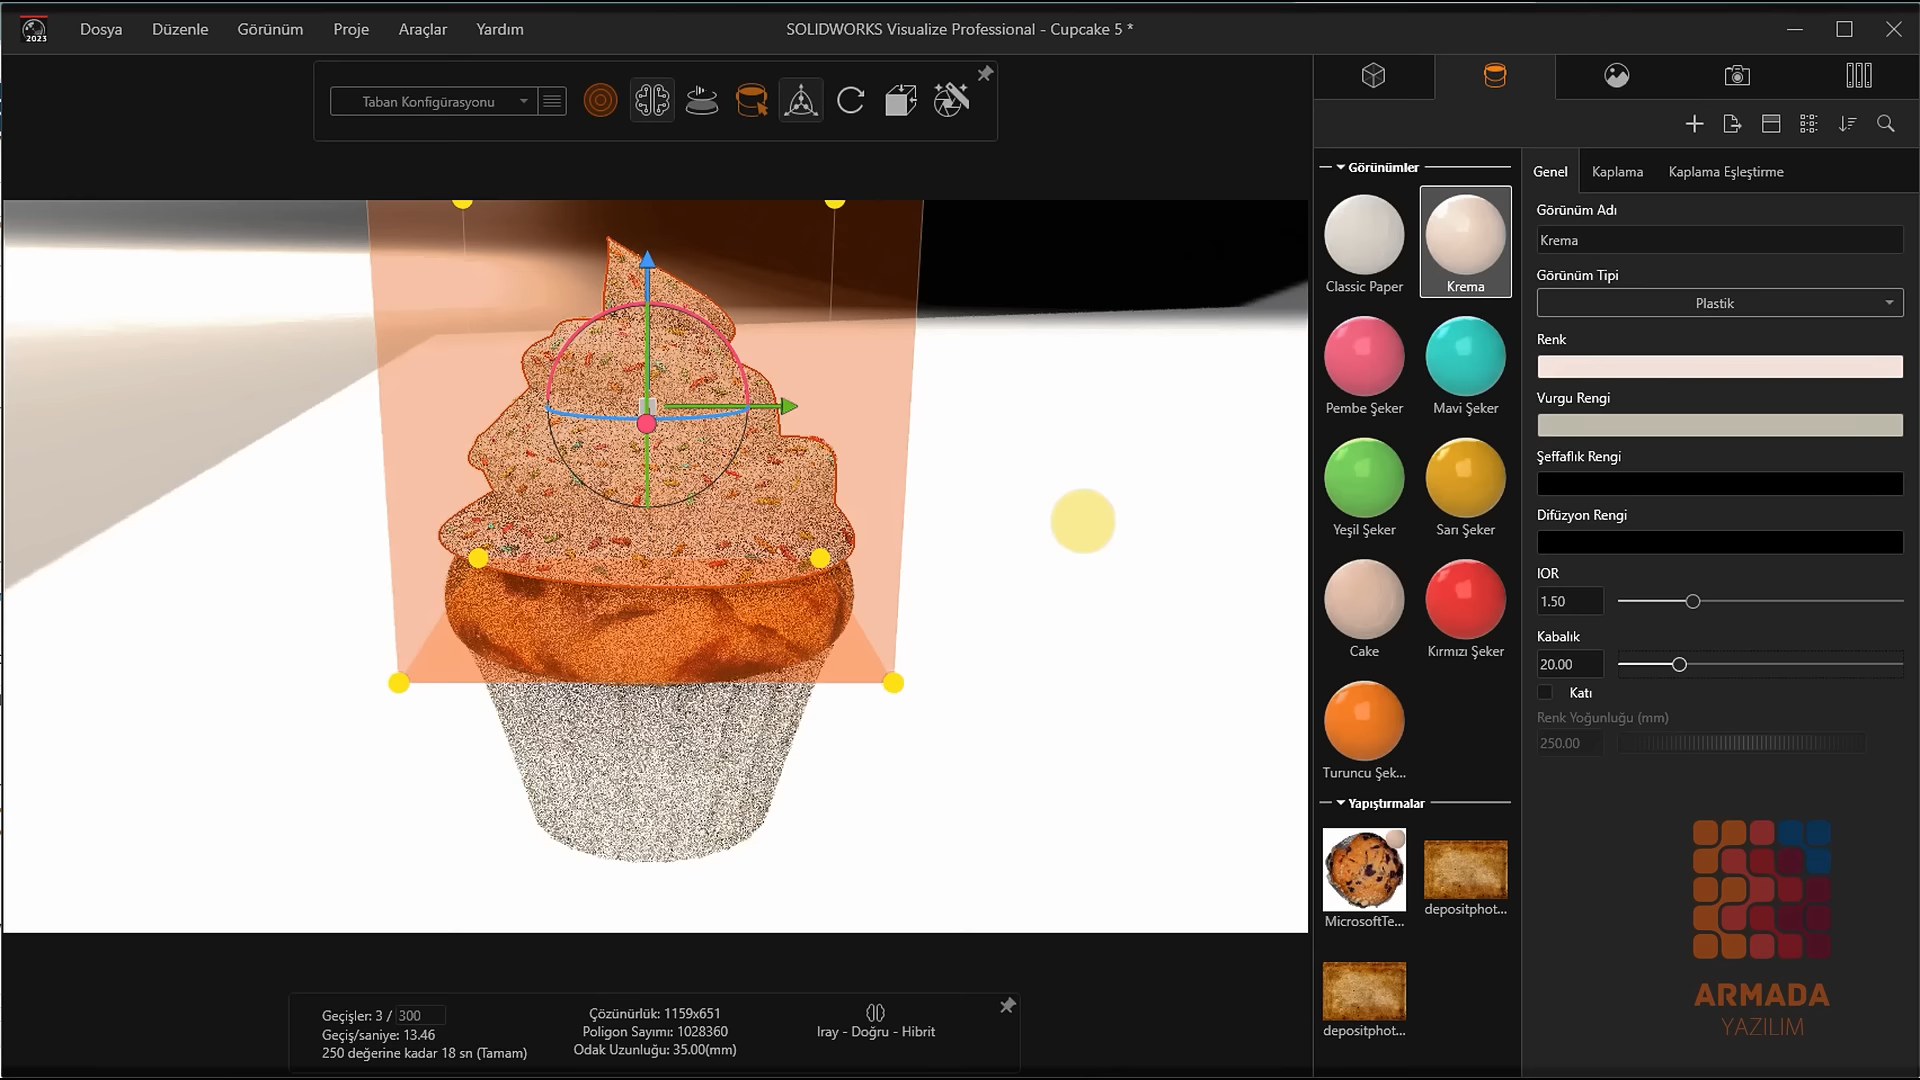 2023
Dosya
Düzenle
Görünüm
Proje
Araçlar
Yardım
SOLIDWORKS Visualize Professional - Cupcake 5 *
Taban Konfigürasyonu
Görünümler
Classic Paper
Krema
Pembe Şeker
Mavi Şeker
Yeşil Şeker
Sarı Şeker
Cake
Kırmızı Şeker
Turuncu Şek...
Yapıştırmalar
MicrosoftTe...
depositphot...
depositphot...
Genel
Kaplama
Kaplama Eşleştirme
Görünüm Adı
Krema
Görünüm Tipi
Plastik
Renk
Vurgu Rengi
Şeffaflık Rengi
Difüzyon Rengi
IOR
1.50
Kabalık
20.00
Katı
Renk Yoğunluğu (mm)
250.00
ARMADA
YAZILIM
Geçişler: 3 / 300
Geçiş/saniye: 13.46
250 değerine kadar 18 sn (Tamam)
Çözünürlük: 1159x651
Poligon Sayımı: 1028360
Odak Uzunluğu: 35.00(mm)
Iray - Doğru - Hibrit